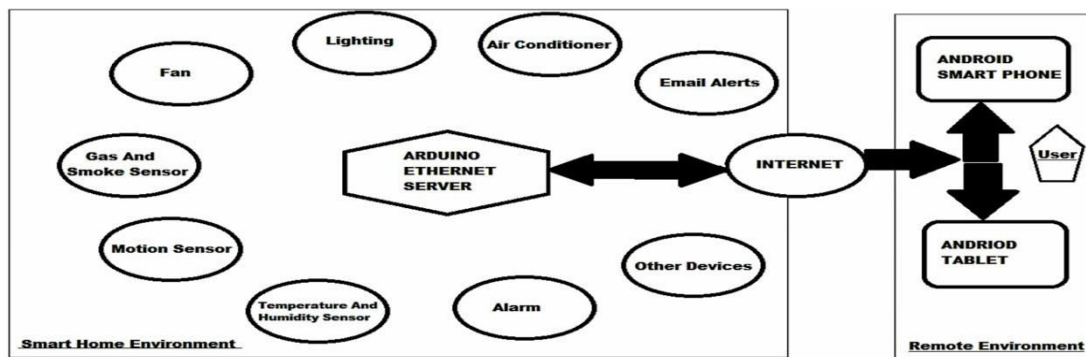 Lighting
Air Conditioner
Fan
Email Alerts
Gas And
Smoke Sensor
ARDUINO
ETHERNET
SERVER
INTERNET
Motion Sensor
Other Devices
Temperature And
Humidity Sensor
Alarm
Smart Home Environment
ANDROID
SMART PHONE
User
ANDRIOD
TABLET
Remote Environment